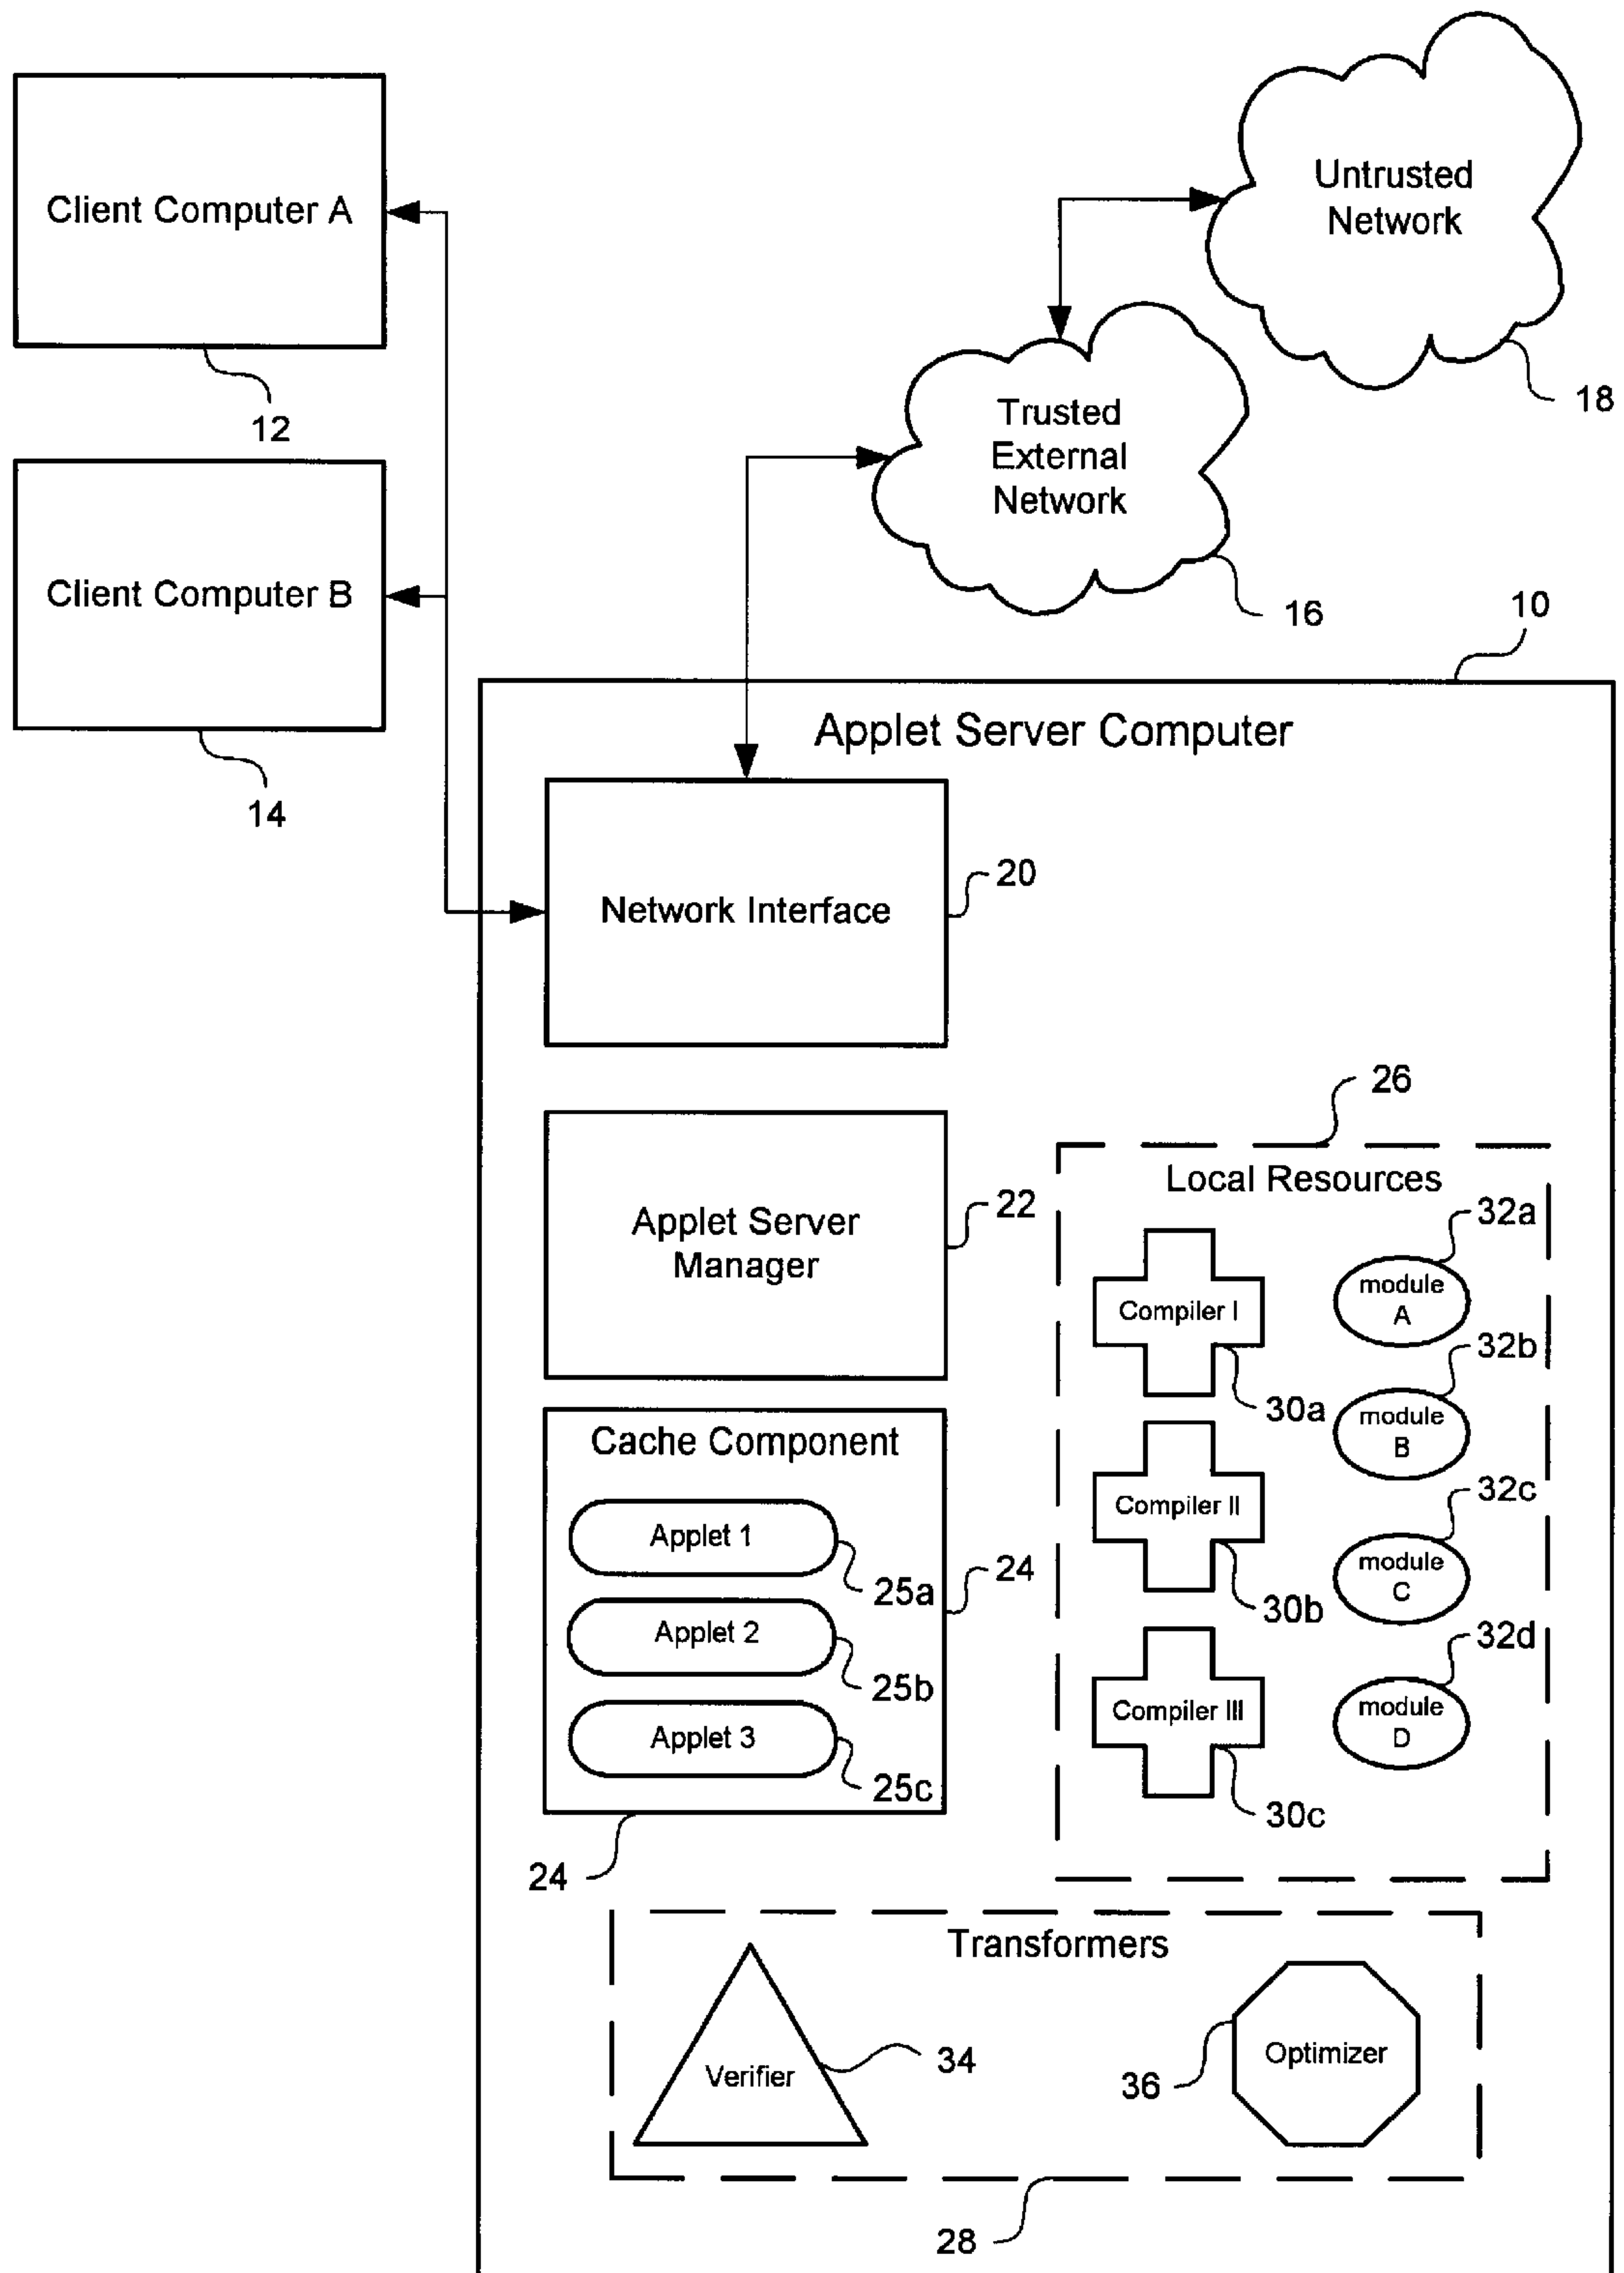 Client Computer A
12
Client Computer B
14
Untrusted
Network
18
Trusted
External
Network
16
10
Applet Server Computer
Network Interface
20
Applet Server
Manager
22
Cache Component
Applet 1
25a
Applet 2
25b
Applet 3
25c
24
24
26
Local Resources
Compiler I
30a
Compiler II
30b
Compiler III
30c
32a
module
A
32b
module
B
32c
module
C
32d
module
D
Transformers
Verifier
34
Optimizer
36
28